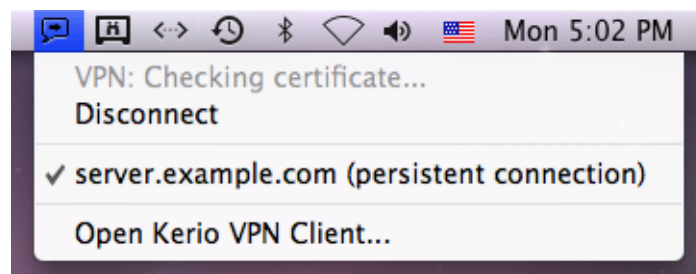 Mon 5:02 PM
VPN: Checking certificate...
Disconnect
server.example.com (persistent connection)
Open Kerio VPN Client...